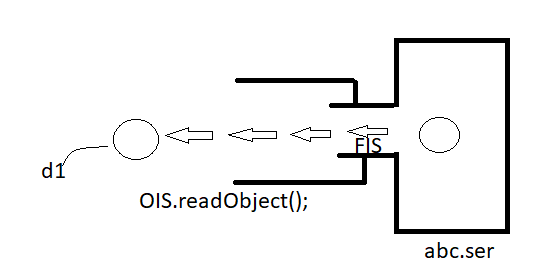 FIS
d1
OIS.readObject();
abc.ser